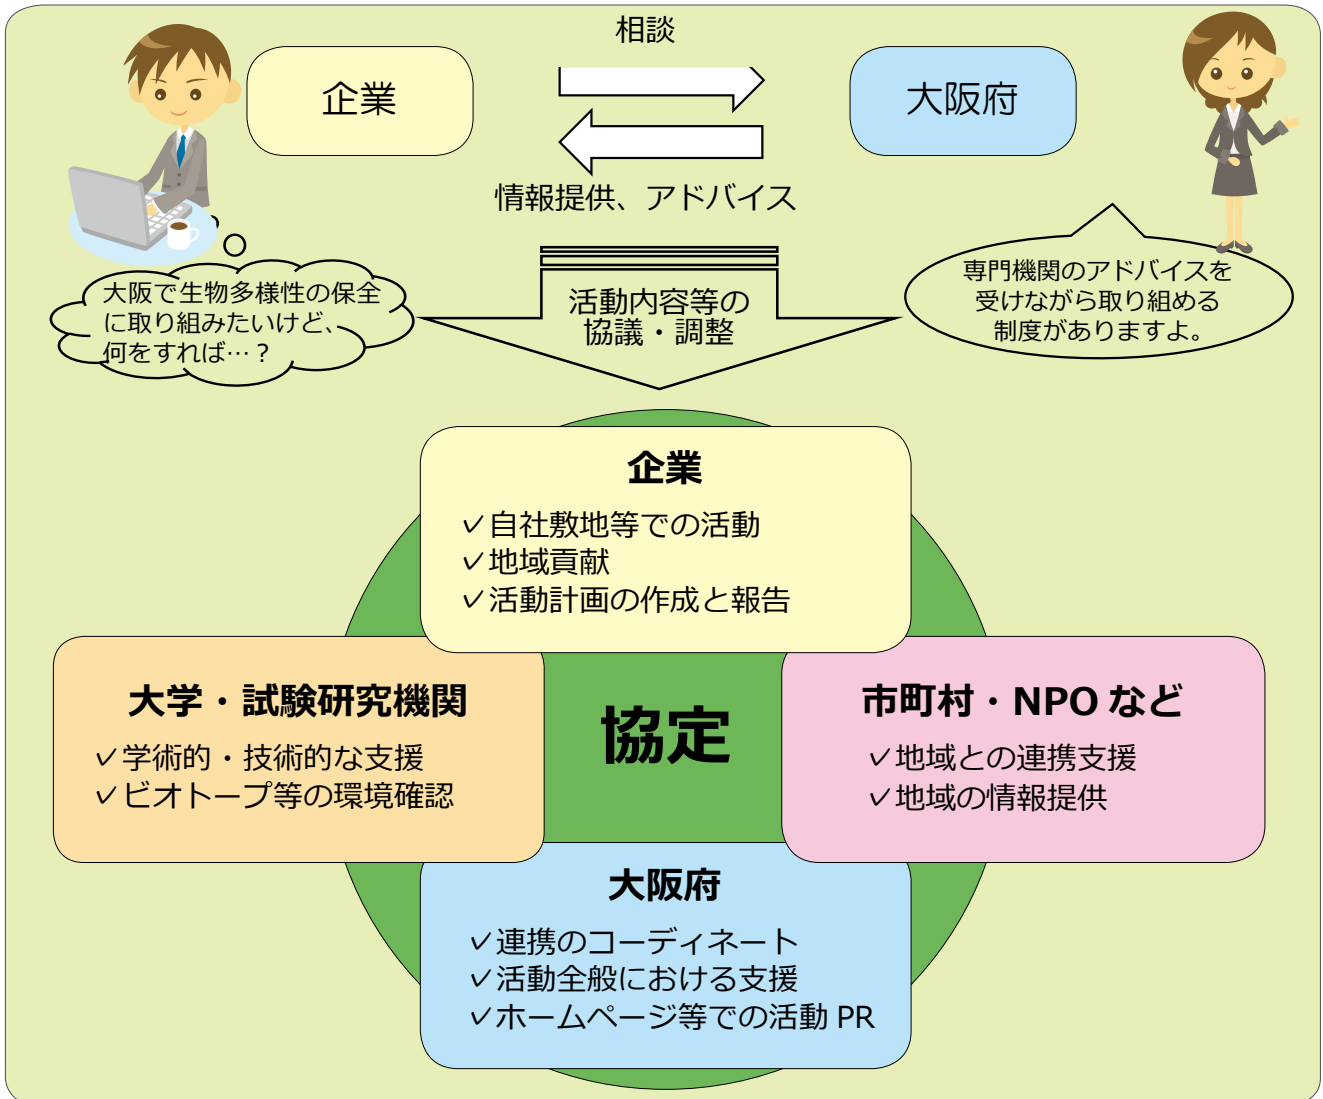 相談
企業
大阪府
情報提供、アドバイス
大阪で生物多様性の保全
に取り組みたいけど、
何をすれば…？
活動内容等の
協議・調整
専門機関のアドバイスを
受けながら取り組める
制度がありますよ。
企業
✓自社敷地等での活動
✓地域貢献
✓活動計画の作成と報告
大学・試験研究機関
✓学術的・技術的な支援
✓ビオトープ等の環境確認
協定
市町村・NPO など
✓地域との連携支援
✓地域の情報提供
大阪府
✓連携のコーディネート
✓活動全般における支援
✓ホームページ等での活動 PR